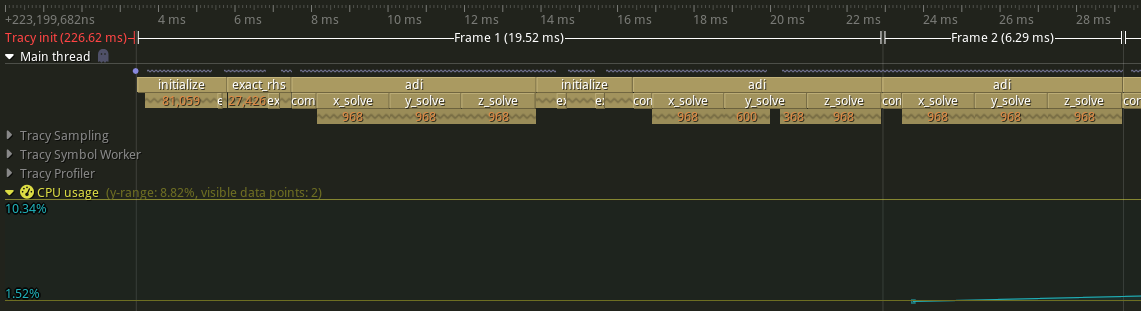 +223,199,682ns 4 ms 6 ms 8 ms 10 ms 12 ms 14 ms 16 ms 18 ms 20 ms 22 ms 24 ms 26 ms 28 ms
Tracy init (226.62 ms) Frame 1 (19.52 ms) Frame 2 (6.29 ms)
Main thread
initialize exact_rhs adi initialize adi adi
81,059 e 27,426 e com x_solve y_solve z_solve e e con x_solve y_solve z_solve con x_solve y_solve z_solve con
968 968 968 968 600 368 968 968 968 968
Tracy Sampling
Tracy Symbol Worker
Tracy Profiler
CPU usage (y-range: 8.82%, visible data points: 2)
10.34%
1.52%